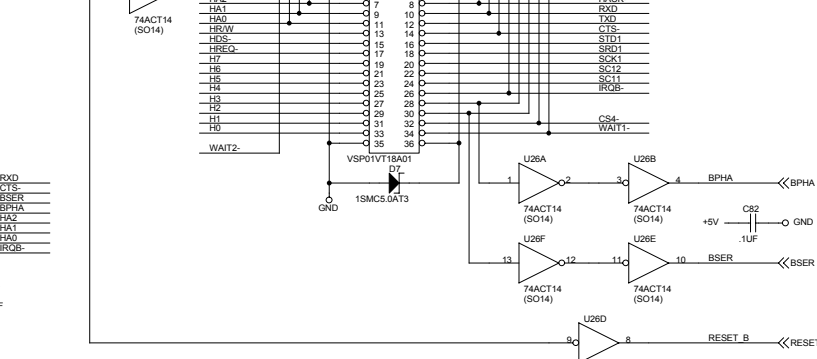 74ACT14
(SO14)
HA1
HA0
HR/W
HDS-
HREQ-
H7
H6
H5
H4
H3
H2
H1
H0
WAIT2-
7
9
11
13
15
17
19
21
23
25
27
29
31
33
35
8
10
12
14
16
18
20
22
24
26
28
30
32
34
36
RXD
TXD
CTS-
STD1
SRD1
SCK1
SC12
SC11
IRQB-
CS4-
WAIT1-
VSP01VT18A01
D7
1SMC5.0AT3
GND
RXD
CTS-
BSER
BPHA
HA2
HA1
HA0
IRQB-
U26A
1
2
74ACT14
(SO14)
U26B
3
4
74ACT14
(SO14)
BPHA
BPHA
C82
+5V
GND
.1UF
U26F
13
12
74ACT14
(SO14)
U26E
11
10
74ACT14
(SO14)
BSER
BSER
U26D
9
8
RESET_B
RESET